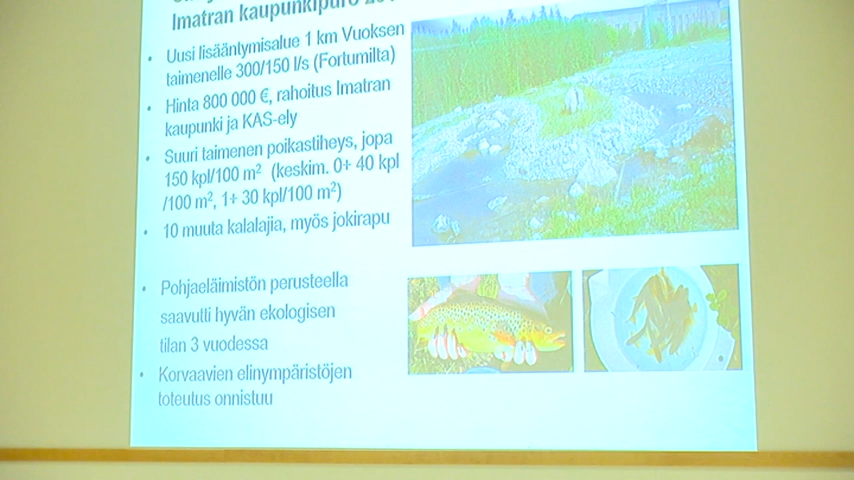 Imatran kaupunkipuro
• Uusi lisääntymisalue 1 km Vuoksen
taimenelle 300/150 l/s (Fortumilta)
• Hinta 800 000 €, rahoitus Imatran
kaupunki ja KAS-ely
• Suuri taimenen poikastiheys, jopa
150 kpl/100 m² (keskim. 0+ 40 kpl
/100 m², 1+ 30 kpl/100 m²)
• 10 muuta kalalajia, myös jokirapu
• Pohjaeläimistön perusteella
saavutti hyvän ekologisen
tilan 3 vuodessa
• Korvaavien elinympäristöjen
toteutus onnistuu